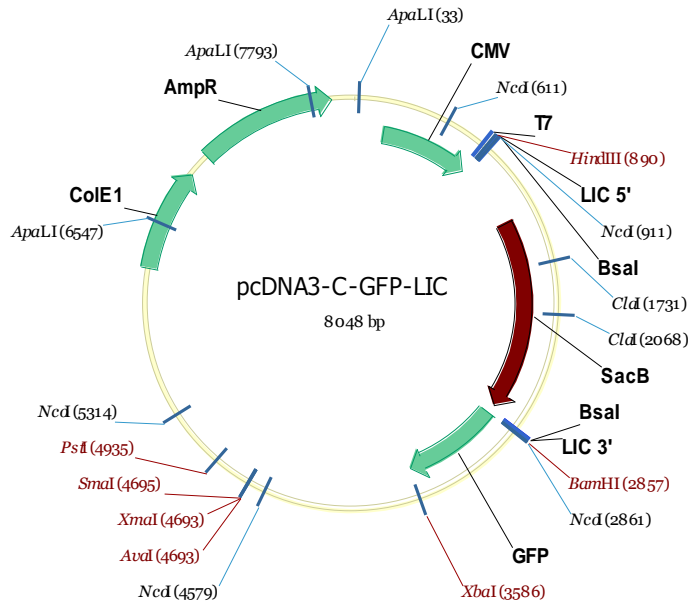 ApaLI (33)
ApaLI (7793)
CMV
AmpR
NcoI (611)
T7
HindIII (890)
LIC 5'
ColE1
NcoI (911)
ApaLI (6547)
BsaI
pcDNA3-C-GFP-LIC
ClaI (1731)
8048 bp
ClaI (2068)
SacB
NcoI (5314)
BsaI
PstI (4935)
LIC 3'
SmaI (4695)
BamHI (2857)
XmaI (4693)
NcoI (2861)
AvaI (4693)
GFP
NcoI (4579)
XbaI (3586)